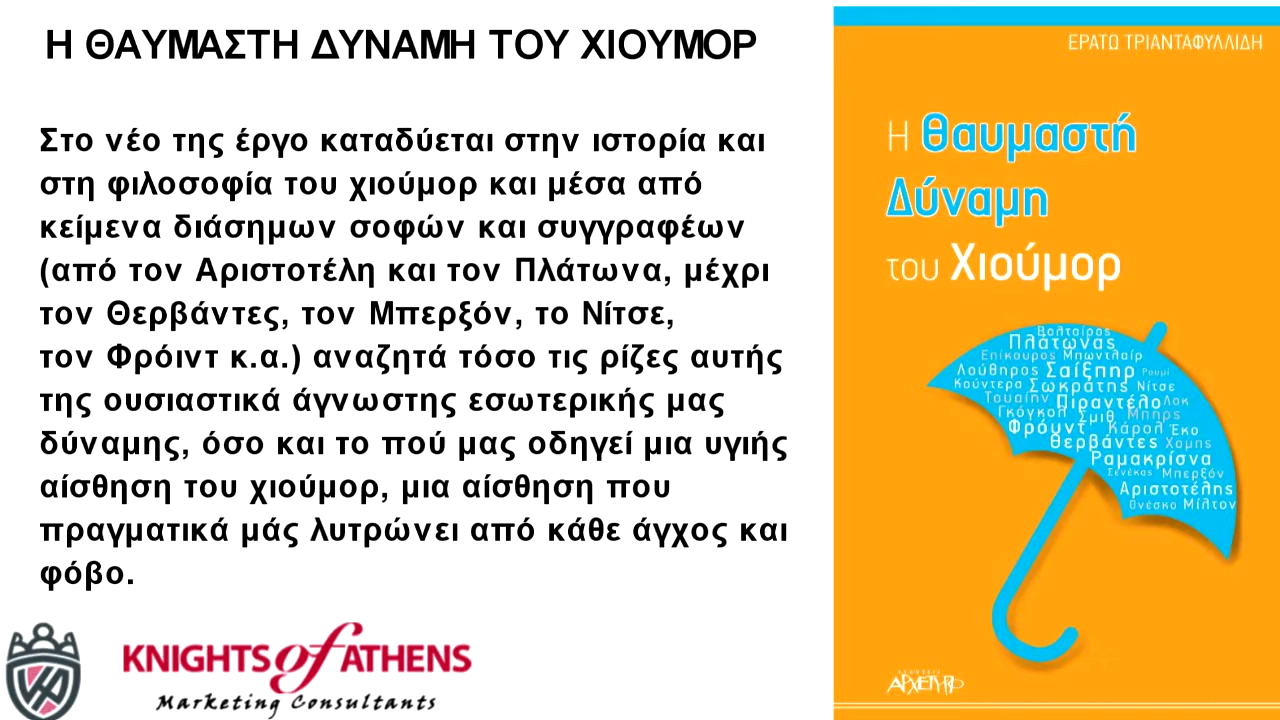 Η ΘΑΥΜΑΣΤΗ ΔΥΝΑΜΗ ΤΟΥ ΧΙΟΥΜΟΡ
Στο νέο της έργο καταδύεται στην ιστορία και
στη φιλοσοφία του χιούμορ και μέσα από
κείμενα διάσημων σοφών και συγγραφέων
(από τον Αριστοτέλη και τον Πλάτωνα, μέχρι
τον Θερβάντες, τον Μπερξόν, το Νίτσε,
τον Φρόιντ κ.α.) αναζητά τόσο τις ρίζες αυτής
της ουσιαστικά άγνωστης εσωτερικής μας
δύναμης, όσο και το πού μας οδηγεί μια υγιής
αίσθηση του χιούμορ, μια αίσθηση που
πραγματικά μάς λυτρώνει από κάθε άγχος και
φόβο.
KNIGHTS of ATHENS
Marketing Consultants
ΕΡΑΤΩ ΤΡΙΑΝΤΑΦΥΛΛΙΔΗ
Η Θαυμαστή
Δύναμη
του Χιούμορ
Βολταίρος
Πλάτωνας
Επίκουρος Μπωντλαίρ
Λούθηρος Σαίξπηρ Ρουμί
Κούντερα Σωκράτης Νίτσε
Τουαίην Πιραντέλο Λοκ
Γκόγκολ Σμιθ Μπηρς
Φρόυντ Κάρολ Έκο
Θερβάντες Χομπς
Ραμακρίσνα
Σενέκας Μπερξόν
Αριστοτέλης
Ιονέσκο Μίλτον
ΕΚΔΟΣΕΙΣ
ΑΡΧΕΤΥΠΟ